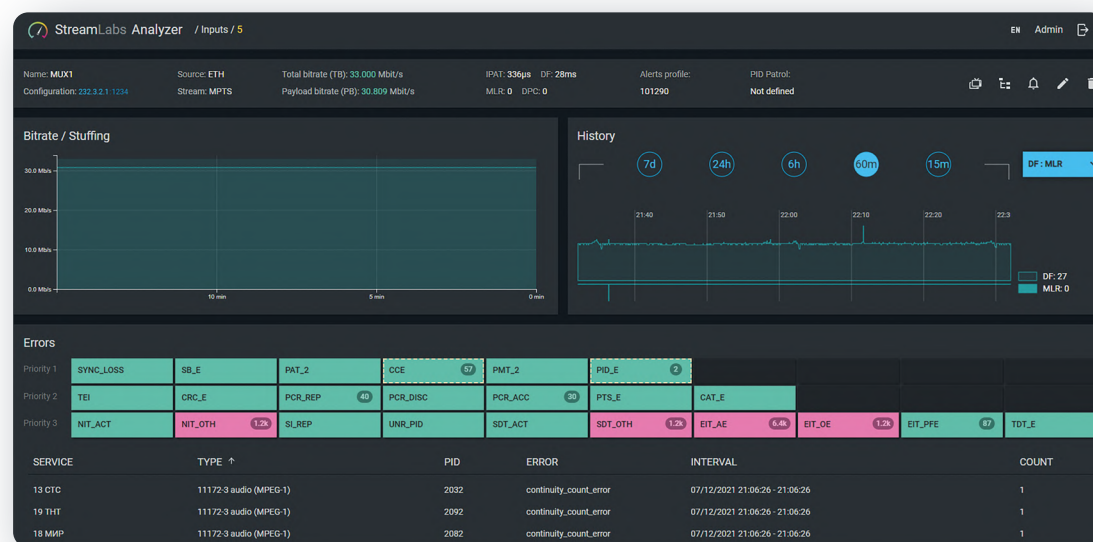 StreamLabs Analyzer / Inputs / 5 EN Admin
Name: MUX1 Source: ETH Total bitrate (TB): 33.000 Mbit/s IPAT: 336µs DF: 28ms Alerts profile: PID Patrol:
Configuration: 232.3.2.1:1234 Stream: MPTS Payload bitrate (PB): 30.809 Mbit/s MLR: 0 DPC: 0 101290 Not defined
Bitrate / Stuffing
30.0 Mb/s
20.0 Mb/s
10.0 Mb/s
0.0 Mb/s
10 min 5 min 0 min
History
7d 24h 6h 60m 15m DF : MLR
21:40 21:50 22:00 22:10 22:20 22:3
DF: 27
MLR: 0
Errors
Priority 1 SYNC_LOSS SB_E PAT_2 CCE 57 PMT_2 PID_E 2
Priority 2 TEI CRC_E PCR_REP 40 PCR_DISC PCR_ACC 30 PTS_E CAT_E
Priority 3 NIT_ACT NIT_OTH 1.2k SI_REP UNR_PID SDT_ACT SDT_OTH 1.2k EIT_AE 6.4k EIT_OE 1.2k EIT_PFE 87 TDT_E
SERVICE TYPE ↑ PID ERROR INTERVAL COUNT
13 СТС 11172-3 audio (MPEG-1) 2032 continuity_count_error 07/12/2021 21:06:26 - 21:06:26 1
19 ТНТ 11172-3 audio (MPEG-1) 2092 continuity_count_error 07/12/2021 21:06:26 - 21:06:26 1
18 МИР 11172-3 audio (MPEG-1) 2082 continuity_count_error 07/12/2021 21:06:26 - 21:06:26 1